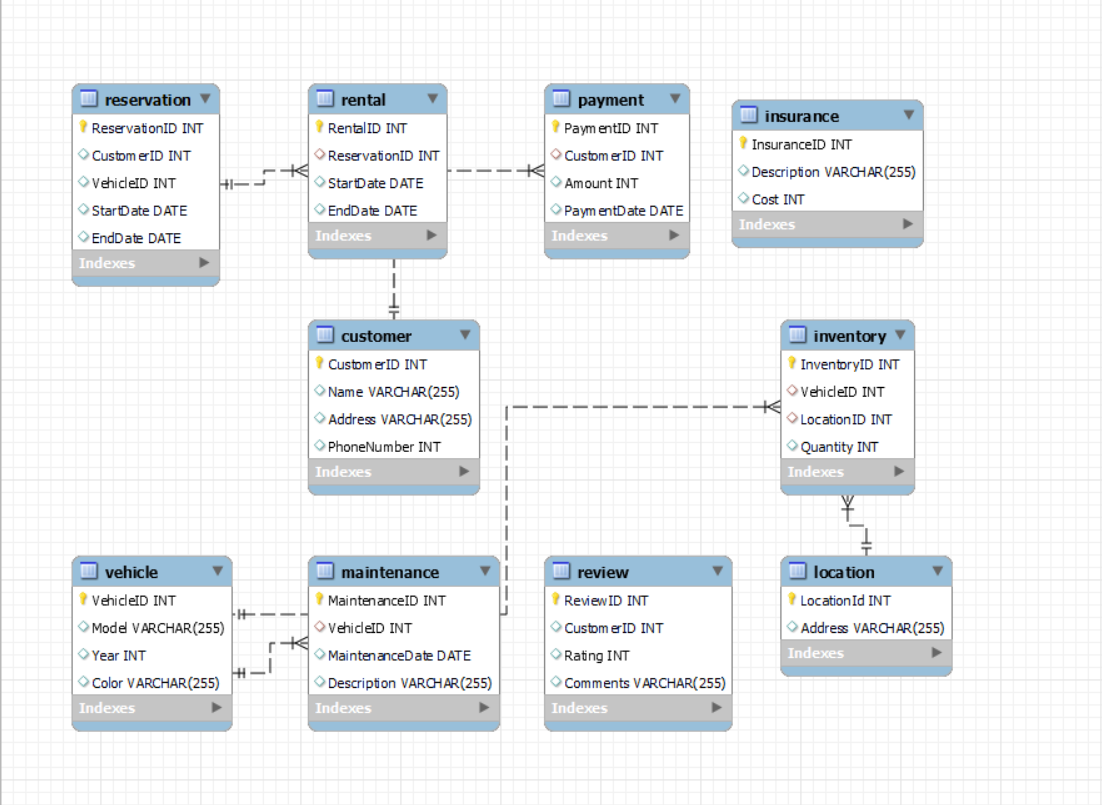 reservation
ReservationID INT
CustomerID INT
VehicleID INT
StartDate DATE
EndDate DATE
Indexes
rental
RentalID INT
ReservationID INT
StartDate DATE
EndDate DATE
Indexes
payment
PaymentID INT
CustomerID INT
Amount INT
PaymentDate DATE
Indexes
insurance
InsuranceID INT
Description VARCHAR(255)
Cost INT
Indexes
customer
CustomerID INT
Name VARCHAR(255)
Address VARCHAR(255)
PhoneNumber INT
Indexes
inventory
InventoryID INT
VehicleID INT
LocationID INT
Quantity INT
Indexes
vehicle
VehicleID INT
Model VARCHAR(255)
Year INT
Color VARCHAR(255)
Indexes
maintenance
MaintenanceID INT
VehicleID INT
MaintenanceDate DATE
Description VARCHAR(255)
Indexes
review
ReviewID INT
CustomerID INT
Rating INT
Comments VARCHAR(255)
Indexes
location
LocationId INT
Address VARCHAR(255)
Indexes